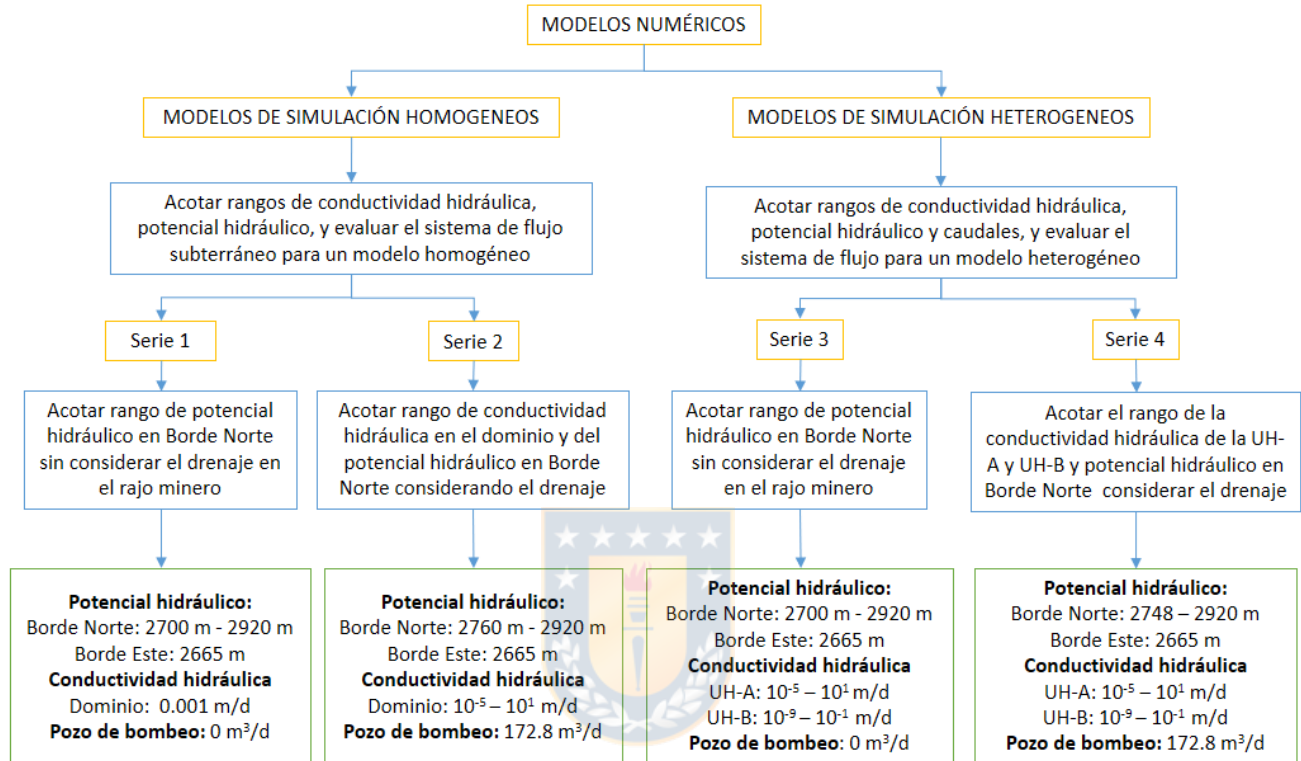 MODELOS NUMÉRICOS
MODELOS DE SIMULACIÓN HOMOGENEOS
MODELOS DE SIMULACIÓN HETEROGENEOS
Acotar rangos de conductividad hidráulica,
potencial hidráulico, y evaluar el sistema de flujo
subterráneo para un modelo homogéneo
Acotar rangos de conductividad hidráulica,
potencial hidráulico y caudales, y evaluar el
sistema de flujo para un modelo heterogéneo
Serie 1
Serie 2
Serie 3
Serie 4
Acotar rango de potencial
hidráulico en Borde Norte
sin considerar el drenaje en
el rajo minero
Acotar rango de conductividad
hidráulica en el dominio y del
potencial hidráulico en Borde
Norte considerando el drenaje
Acotar rango de potencial
hidráulico en Borde Norte
sin considerar el drenaje
en el rajo minero
Acotar el rango de la
conductividad hidráulica de la UH-
A y UH-B y potencial hidráulico en
Borde Norte considerar el drenaje
Potencial hidráulico:
Borde Norte: 2700 m - 2920 m
Borde Este: 2665 m
Conductividad hidráulica
Dominio: 0.001 m/d
Pozo de bombeo: 0 m³/d
Potencial hidráulico:
Borde Norte: 2760 m - 2920 m
Borde Este: 2665 m
Conductividad hidráulica
Dominio: 10⁻⁵ – 10¹ m/d
Pozo de bombeo: 172.8 m³/d
Potencial hidráulico:
Borde Norte: 2700 m - 2920 m
Borde Este: 2665 m
Conductividad hidráulica
UH-A: 10⁻⁵ – 10¹ m/d
UH-B: 10⁻⁹ – 10⁻¹ m/d
Pozo de bombeo: 0 m³/d
Potencial hidráulico:
Borde Norte: 2748 – 2920 m
Borde Este: 2665 m
Conductividad hidráulica
UH-A: 10⁻⁵ – 10¹ m/d
UH-B: 10⁻⁹ – 10⁻¹ m/d
Pozo de bombeo: 172.8 m³/d